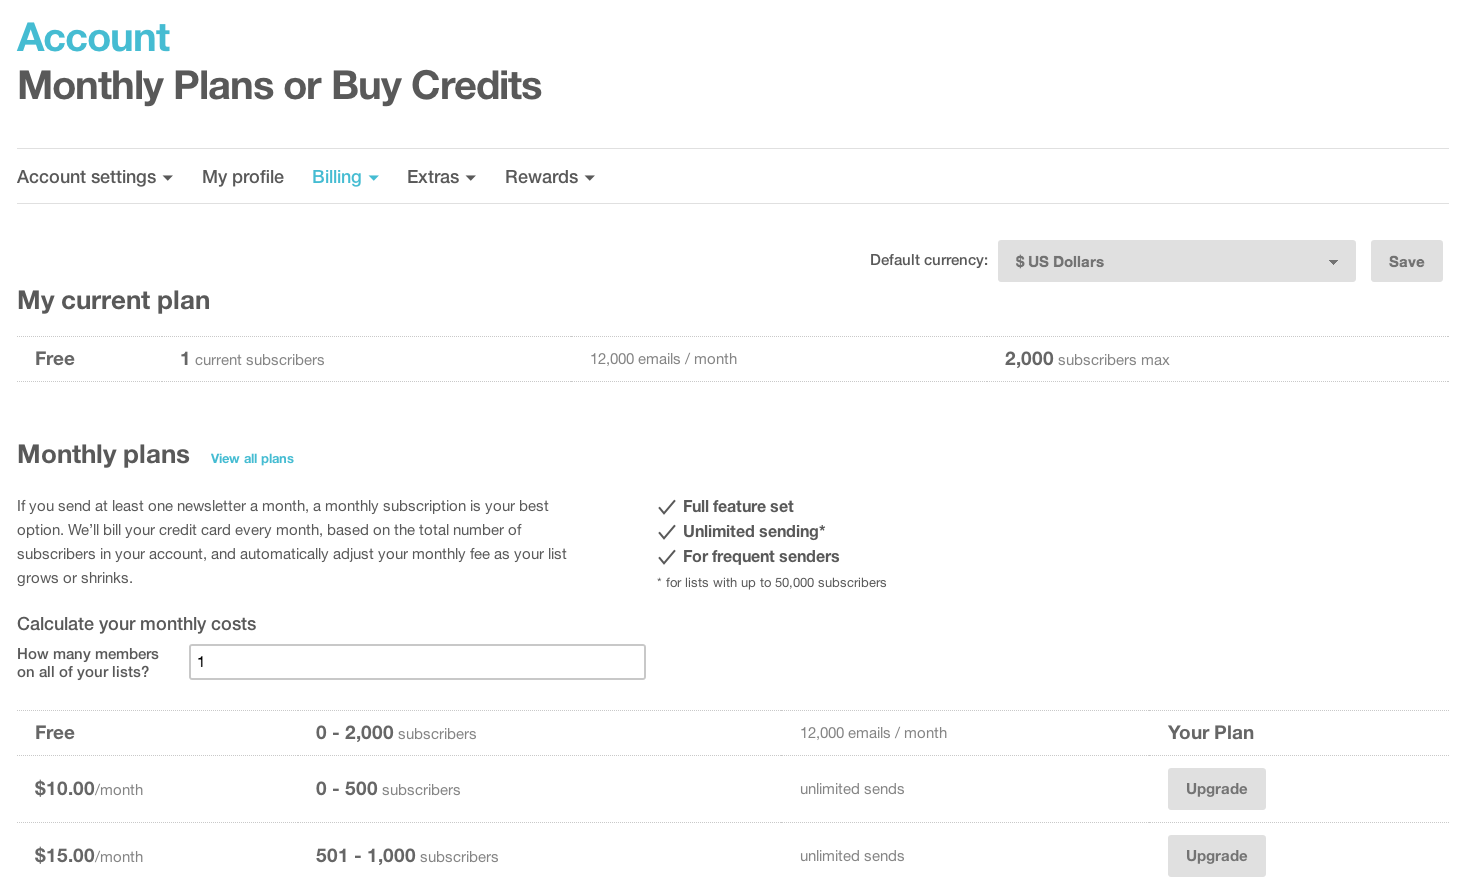 Account
Monthly Plans or Buy Credits
Account settings My profile Billing Extras Rewards
Default currency: $ US Dollars Save
My current plan
Free 1 current subscribers 12,000 emails / month 2,000 subscribers max
Monthly plans View all plans
If you send at least one newsletter a month, a monthly subscription is your best
option. We’ll bill your credit card every month, based on the total number of
subscribers in your account, and automatically adjust your monthly fee as your list
grows or shrinks.
Full feature set
Unlimited sending*
For frequent senders
* for lists with up to 50,000 subscribers
Calculate your monthly costs
How many members
on all of your lists?
1
Free 0 - 2,000 subscribers 12,000 emails / month Your Plan
$10.00/month 0 - 500 subscribers unlimited sends Upgrade
$15.00/month 501 - 1,000 subscribers unlimited sends Upgrade